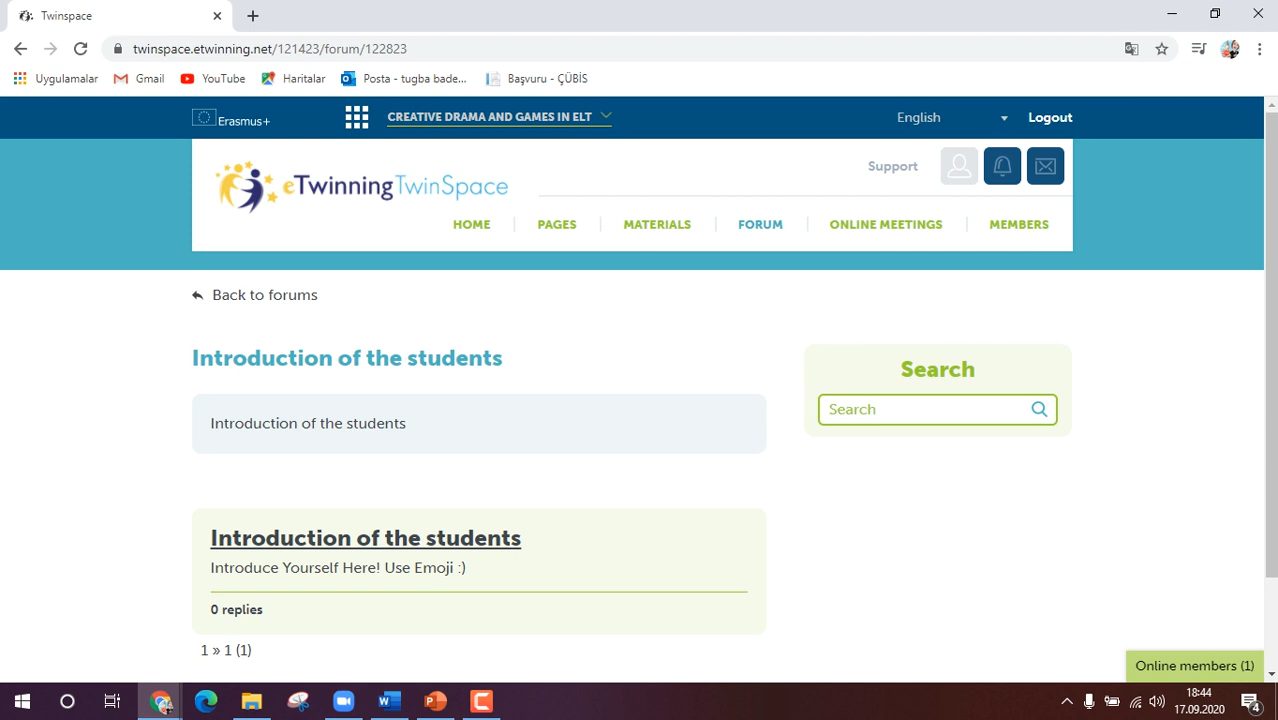 Twinspace
twinspace.etwinning.net/121423/forum/122823
Uygulamalar Gmail YouTube Haritalar Posta - tugba bade... Başvuru - ÇÜBİS
Erasmus+ CREATIVE DRAMA AND GAMES IN ELT English Logout
Support
eTwinningTwinSpace
HOME PAGES MATERIALS FORUM ONLINE MEETINGS MEMBERS
Back to forums
Introduction of the students
Search
Search
Introduction of the students
Introduction of the students
Introduce Yourself Here! Use Emoji :)
0 replies
1 » 1 (1)
Online members (1)
18:44
17.09.2020
4